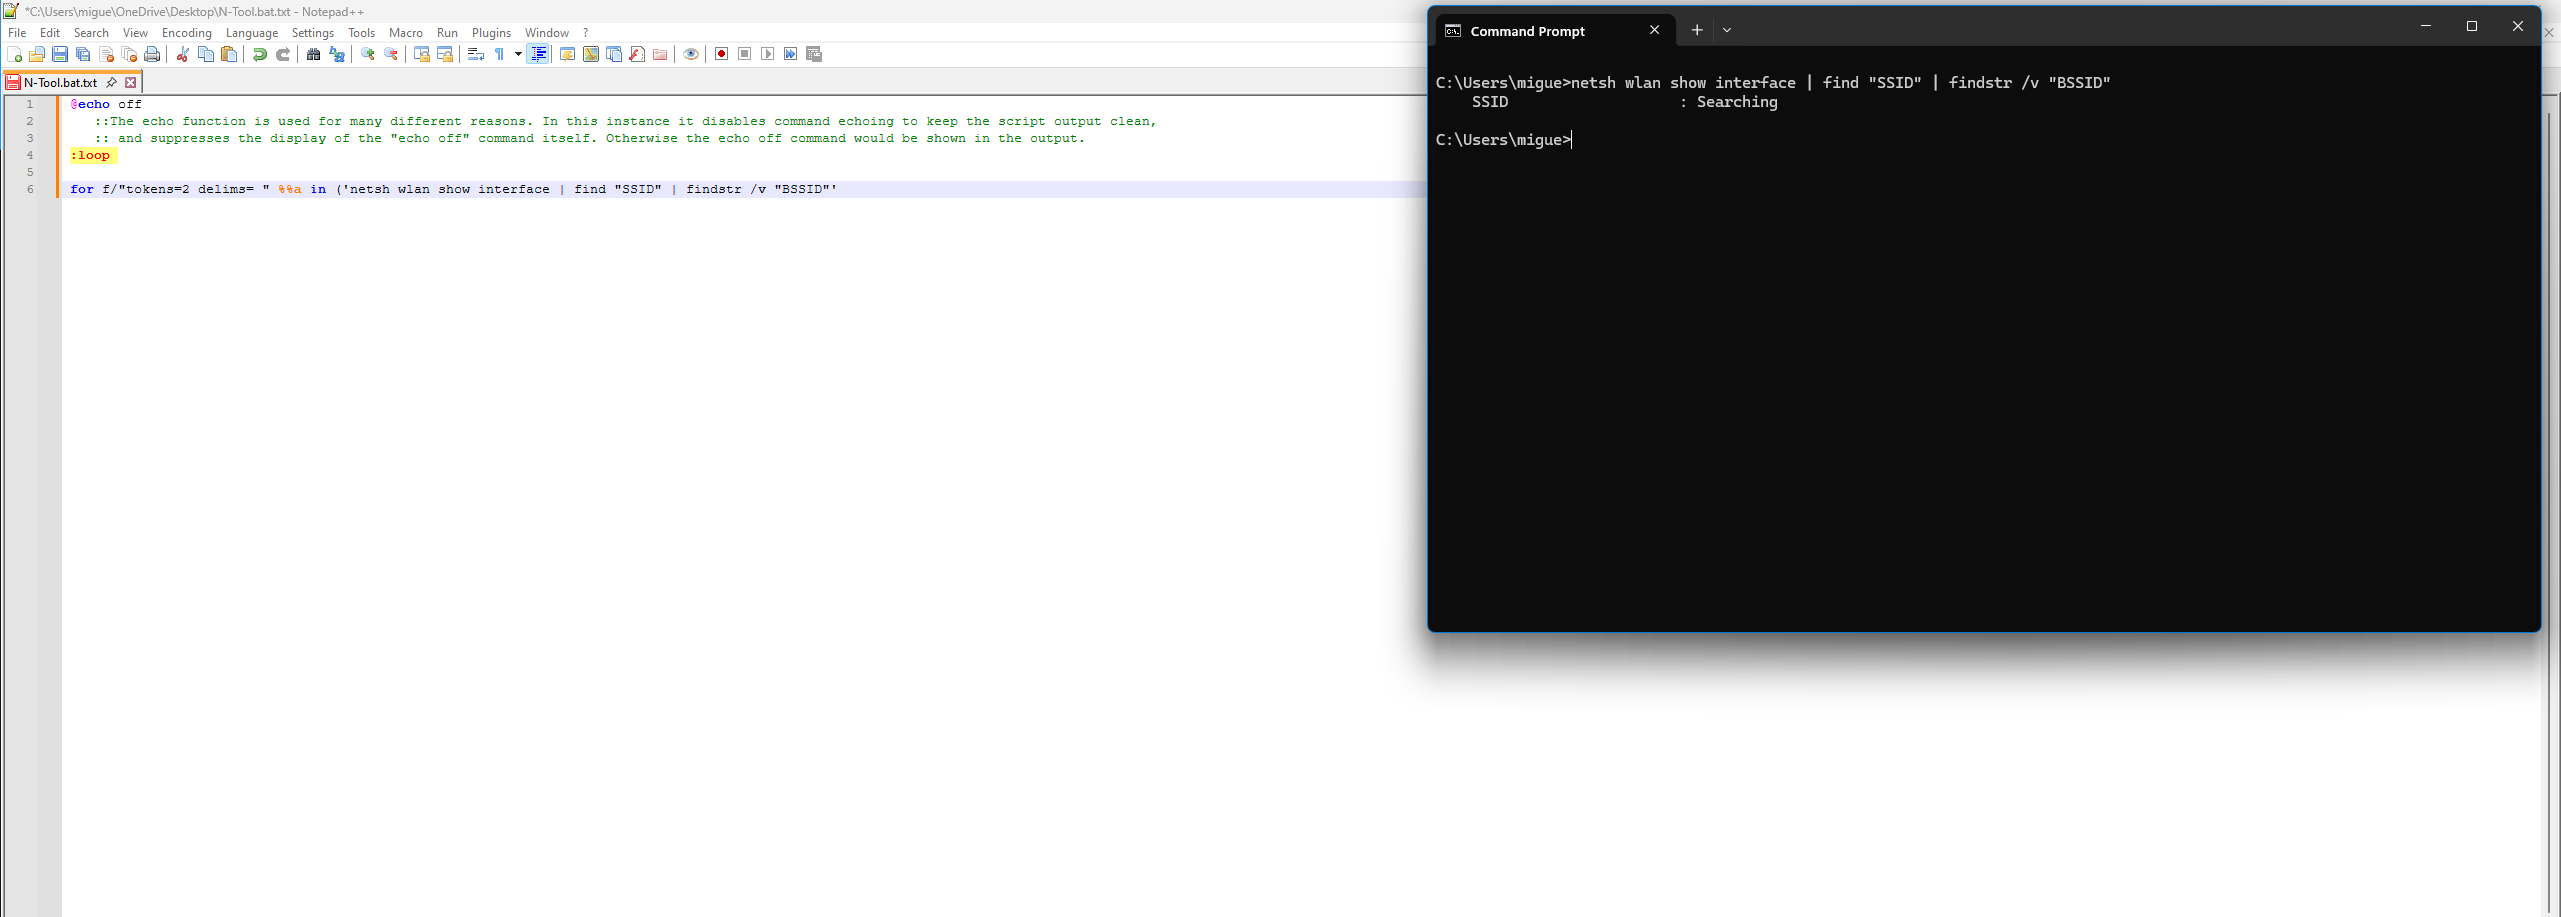 *C:\Users\migue\OneDrive\Desktop\N-Tool.bat.txt - Notepad++
File Edit Search View Encoding Language Settings Tools Macro Run Plugins Window ?
N-Tool.bat.txt
1 @echo off
2 ::The echo function is used for many different reasons. In this instance it disables command echoing to keep the script output clean,
3 :: and suppresses the display of the "echo off" command itself. Otherwise the echo off command would be shown in the output.
4 :loop
5
6 for f/"tokens=2 delims= " %%a in ('netsh wlan show interface | find "SSID" | findstr /v "BSSID"'
Command Prompt
C:\Users\migue>netsh wlan show interface | find "SSID" | findstr /v "BSSID"
SSID : Searching
C:\Users\migue>